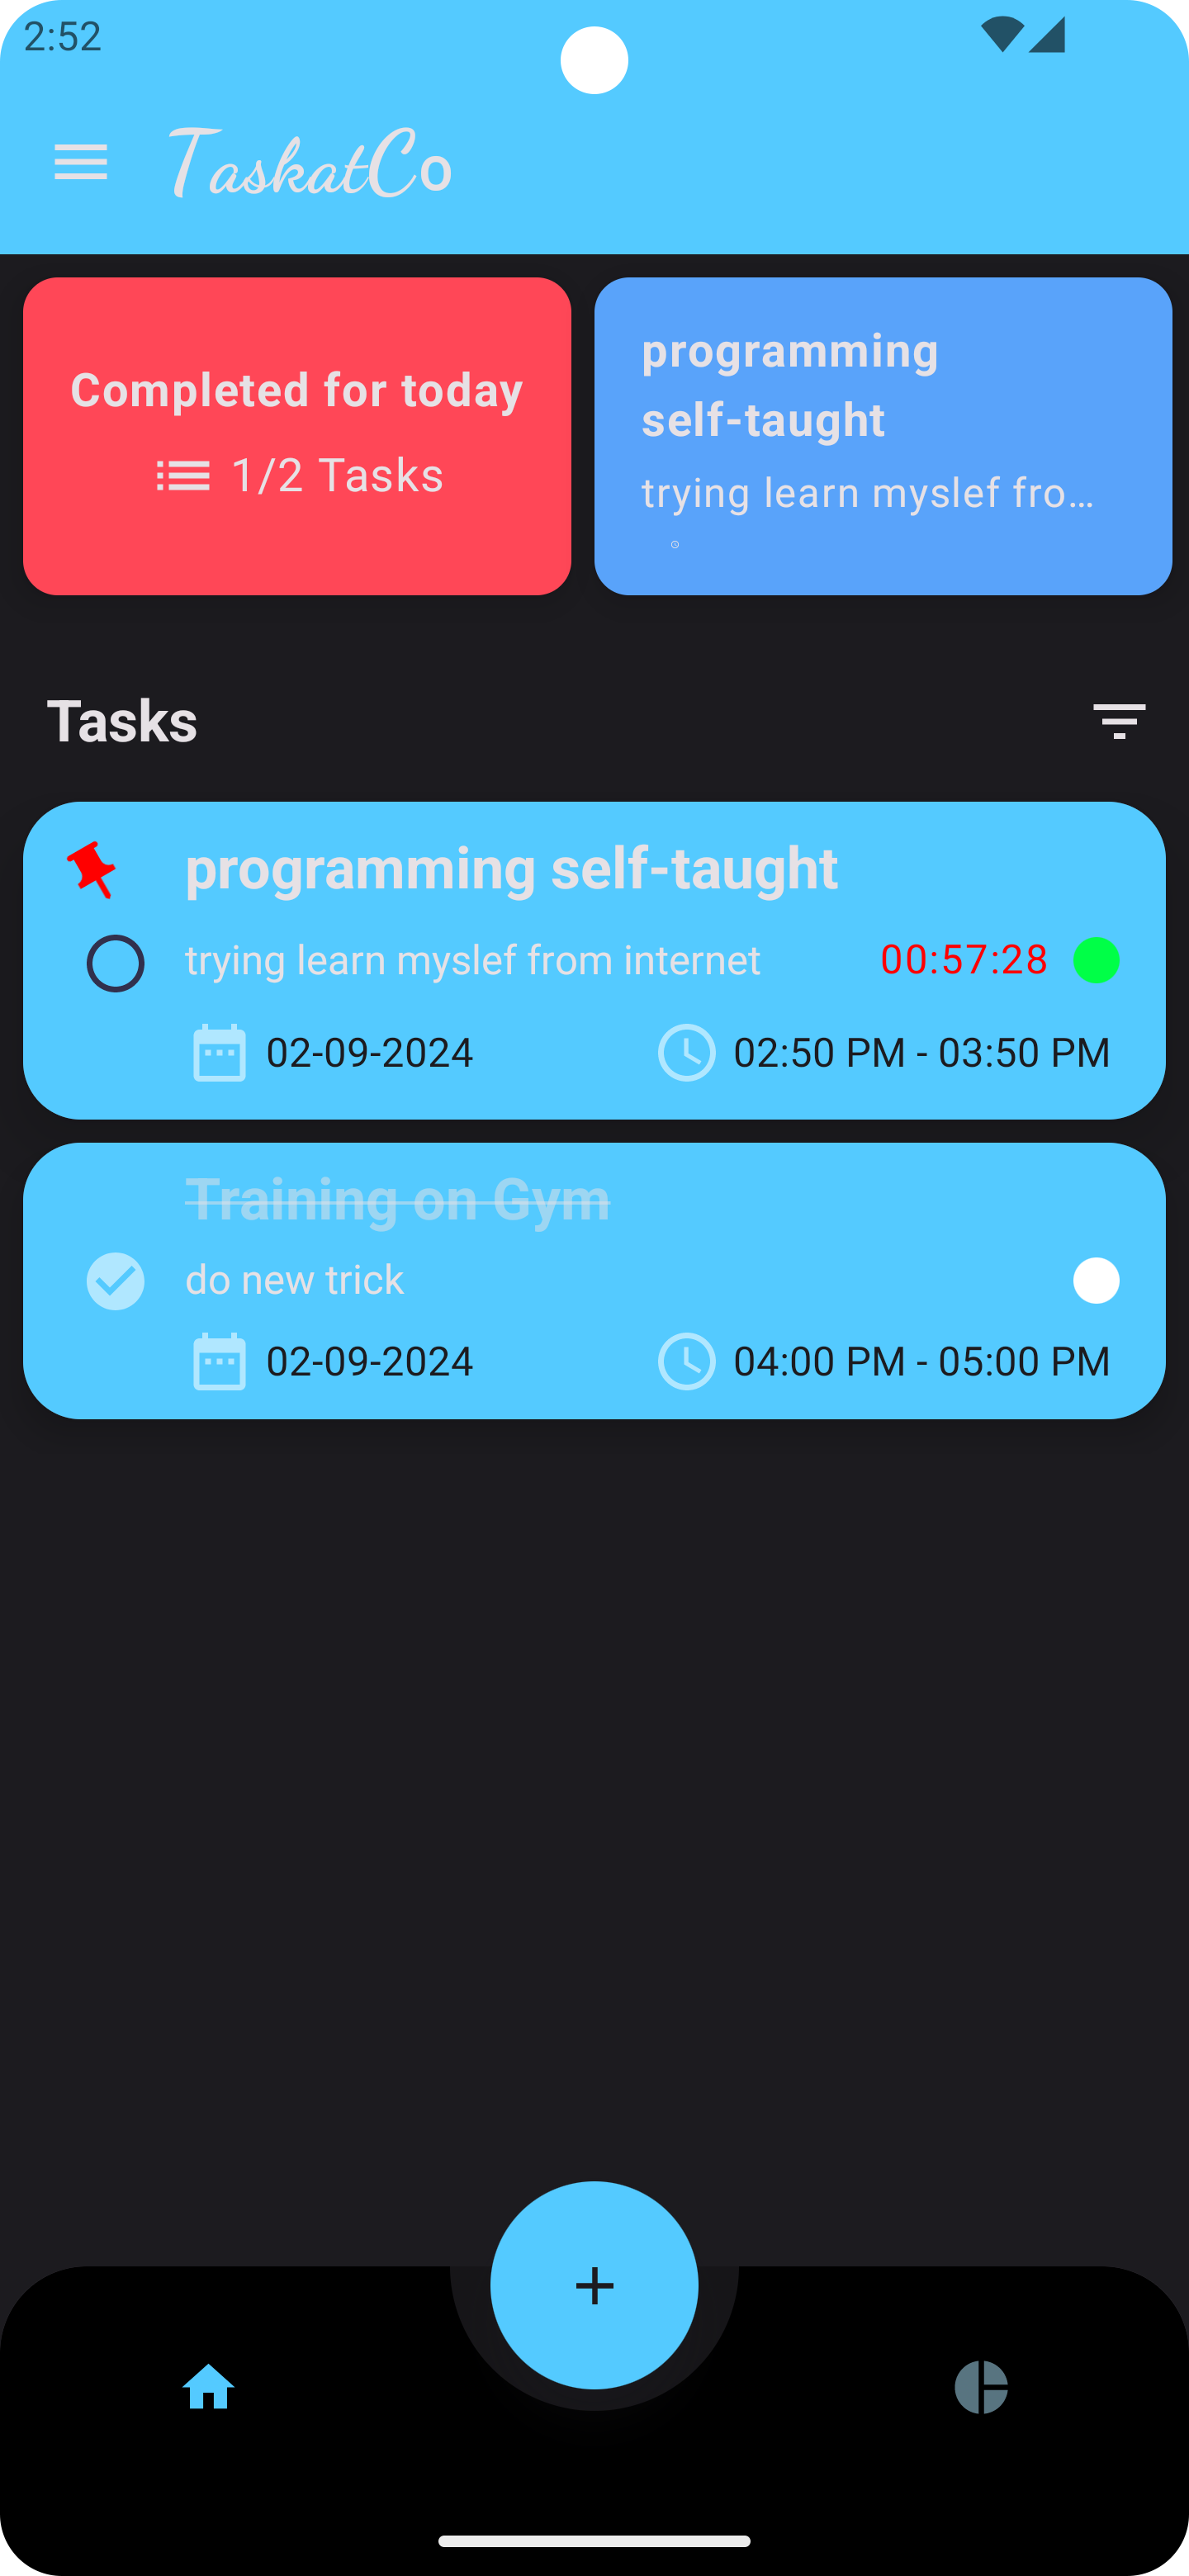 2:52
TaskatCo
Completed for today
1/2 Tasks
programming
self-taught
trying learn myslef fro...
Tasks
programming self-taught
trying learn myslef from internet
00:57:28
02-09-2024
02:50 PM - 03:50 PM
Training on Gym
do new trick
02-09-2024
04:00 PM - 05:00 PM